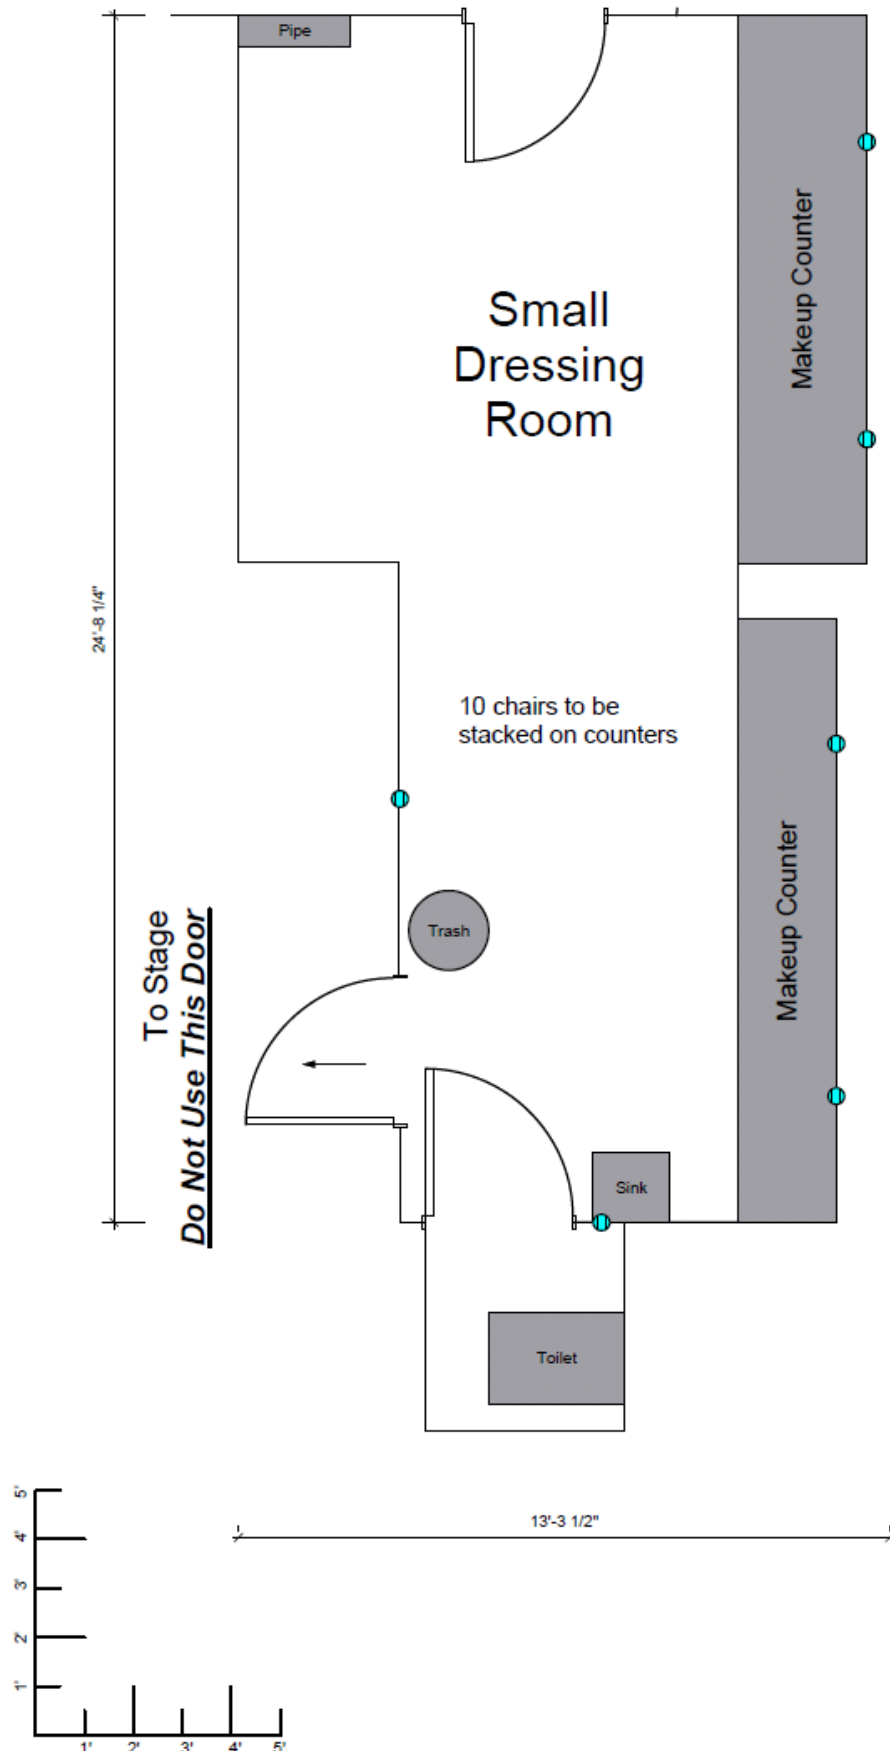 Pipe
Makeup Counter
Small
Dressing
Room
24'-8 1/4"
10 chairs to be
stacked on counters
Makeup Counter
Trash
To Stage
Do Not Use This Door
Sink
Toilet
13'-3 1/2"
5'
4'
3'
2'
1'
1'
2'
3'
4'
5'